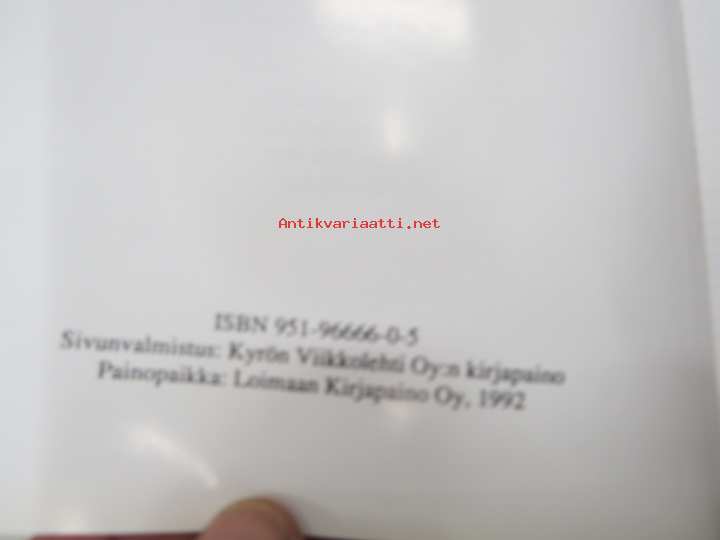 Antikvariaatti.net
ISBN 951-96666-0-5
Sivunvalmistus: Kyrön Viikkolehti Oy:n kirjapaino
Painopaikka: Loimaan Kirjapaino Oy, 1992